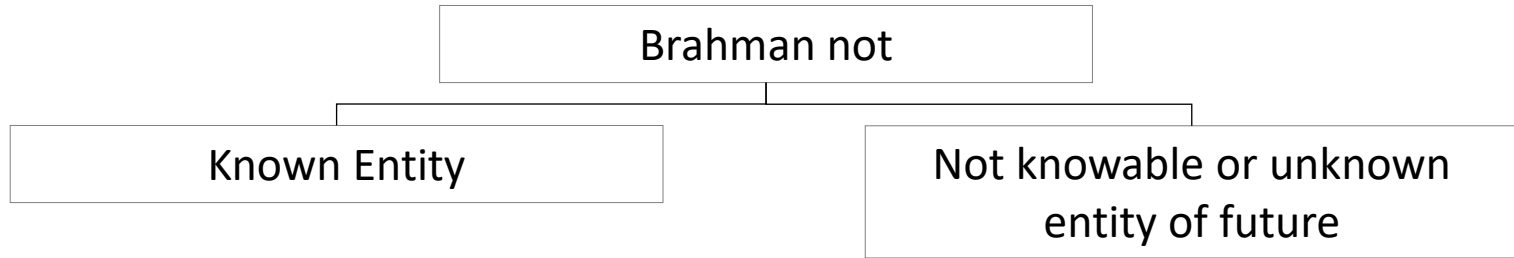 Brahman not
Known Entity
Not knowable or unknown
entity of future